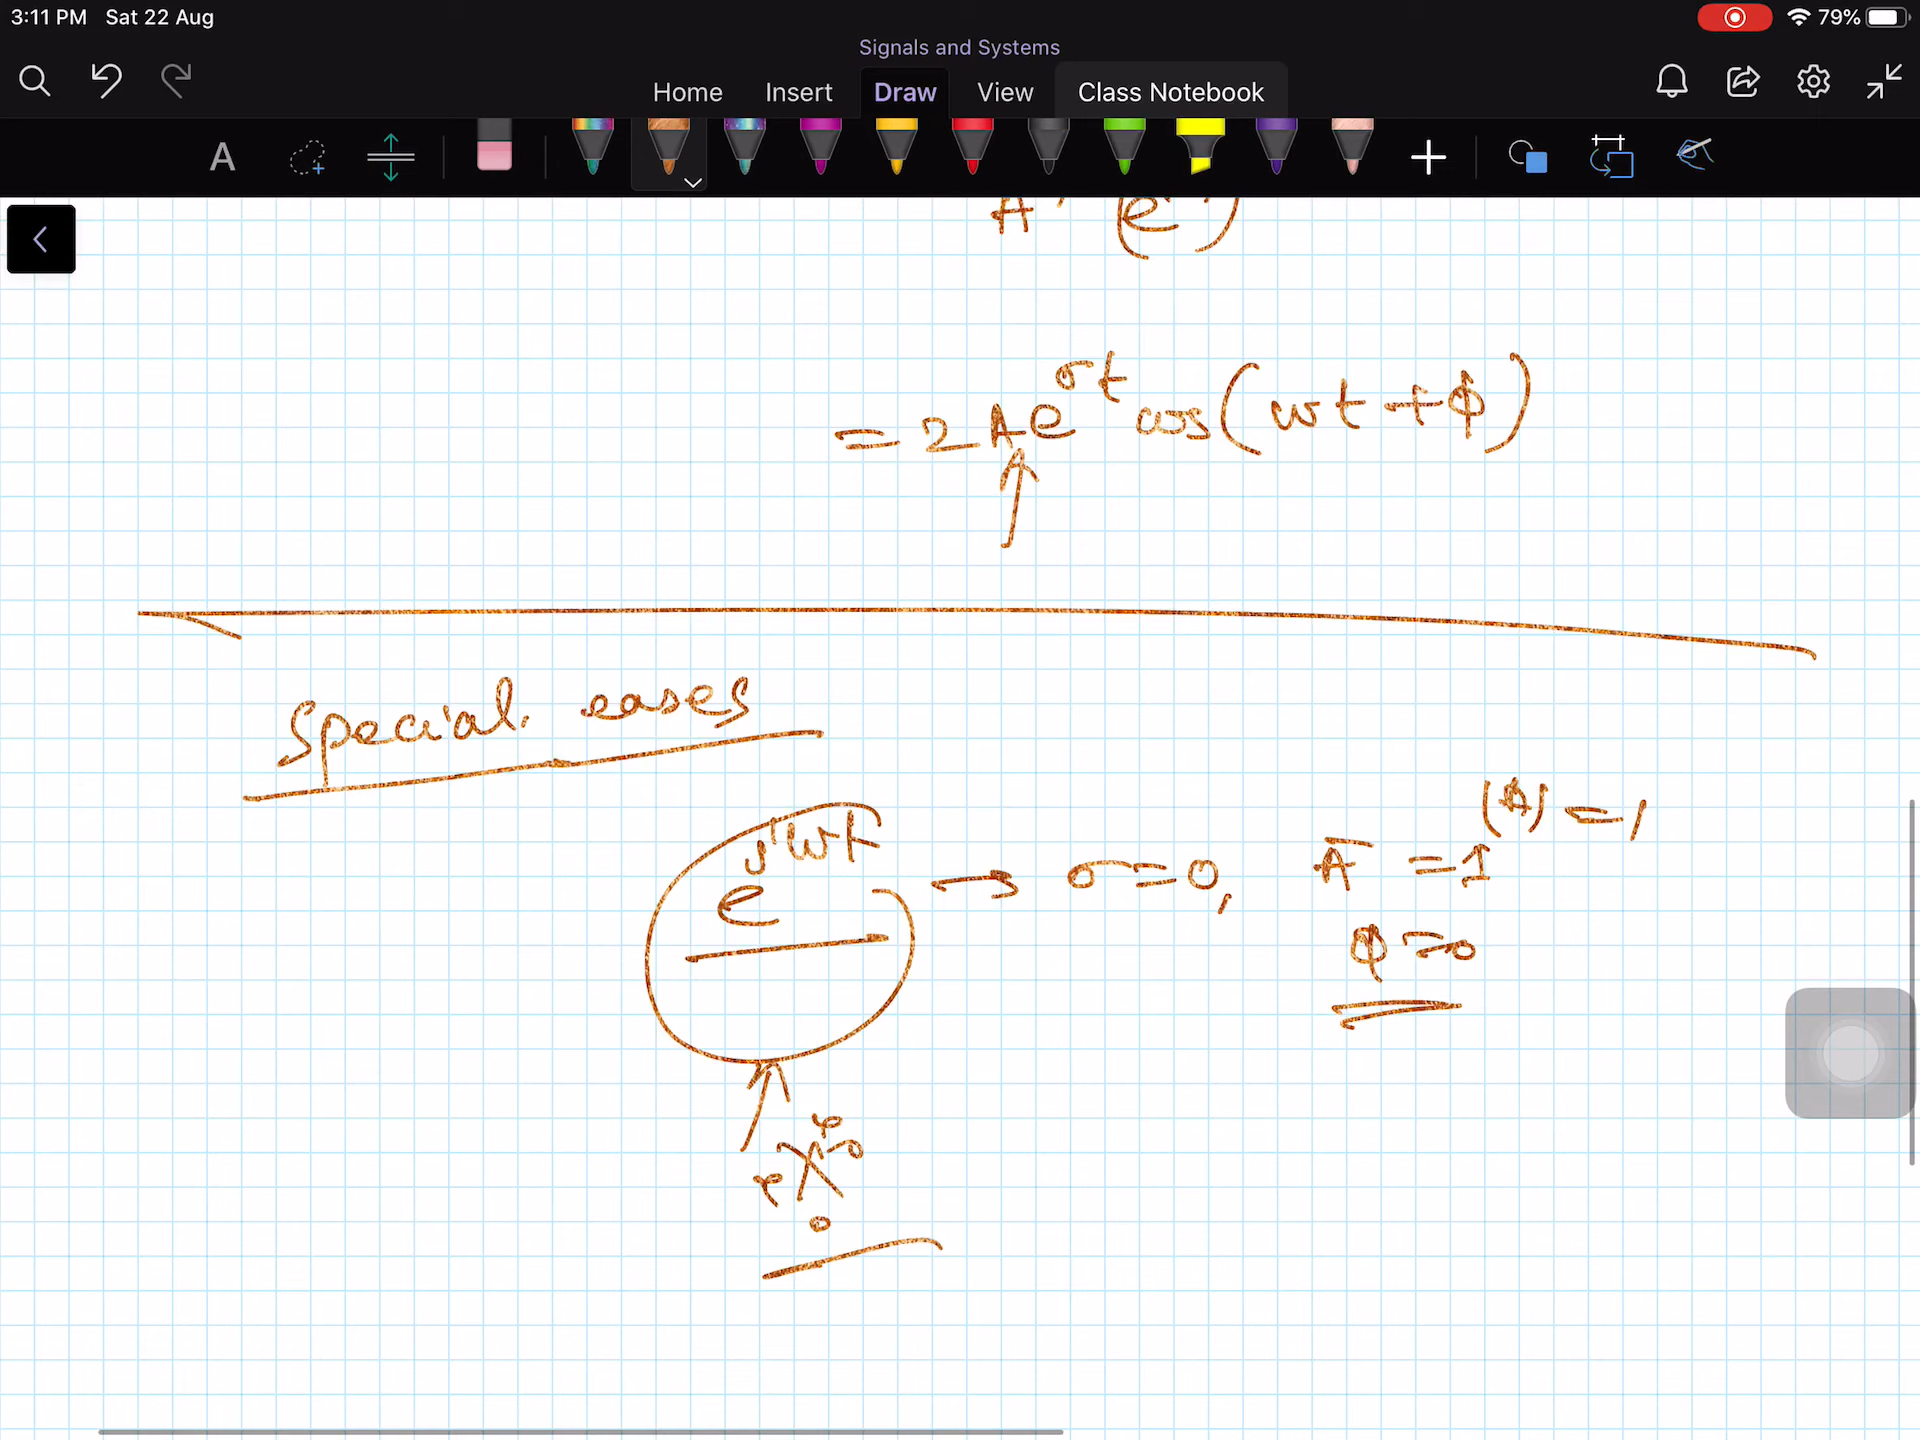 3:11 PM Sat 22 Aug
79%
Signals and Systems
Home Insert Draw View Class Notebook
A
= 2Ae^σt cos(ωt + ϕ)
Special cases
e^jωt → σ = 0, Ā = 1 |A| = 1
φ = 0